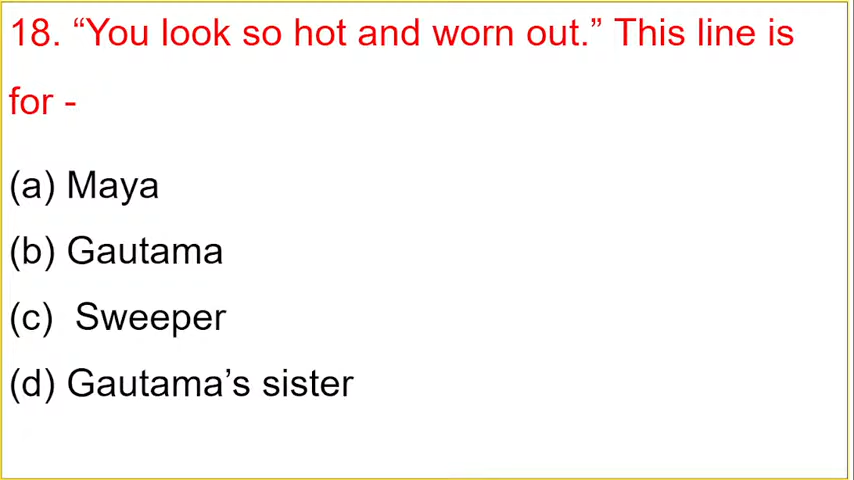 18. “You look so hot and worn out.” This line is
for -
(a) Maya
(b) Gautama
(c) Sweeper
(d) Gautama’s sister